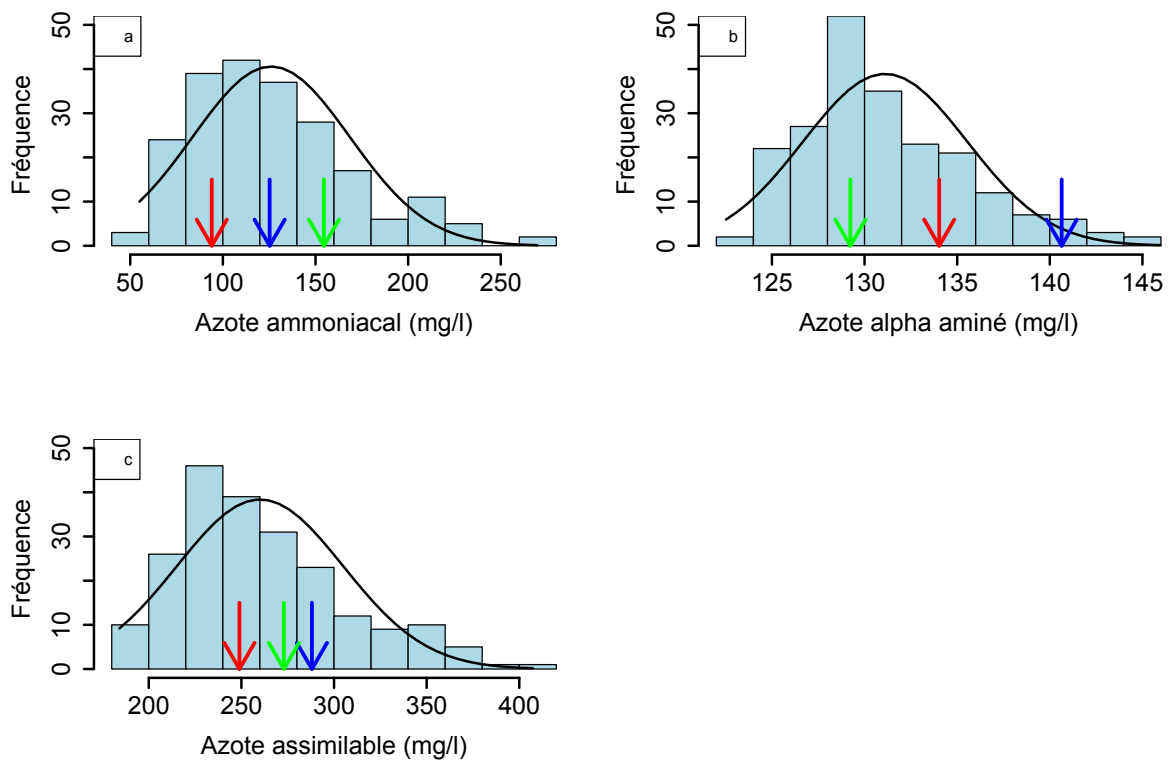 a
Fréquence
0 10 30 50
50 100 150 200 250
Azote ammoniacal (mg/l)
b
Fréquence
0 10 30 50
125 130 135 140 145
Azote alpha aminé (mg/l)
c
Fréquence
0 10 30 50
200 250 300 350 400
Azote assimilable (mg/l)